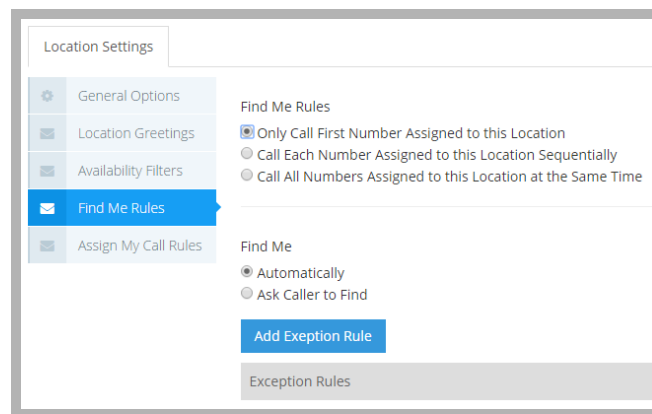 Location Settings
General Options
Location Greetings
Availability Filters
Find Me Rules
Assign My Call Rules
Find Me Rules
Only Call First Number Assigned to this Location
Call Each Number Assigned to this Location Sequentially
Call All Numbers Assigned to this Location at the Same Time
Find Me
Automatically
Ask Caller to Find
Add Exeption Rule
Exception Rules